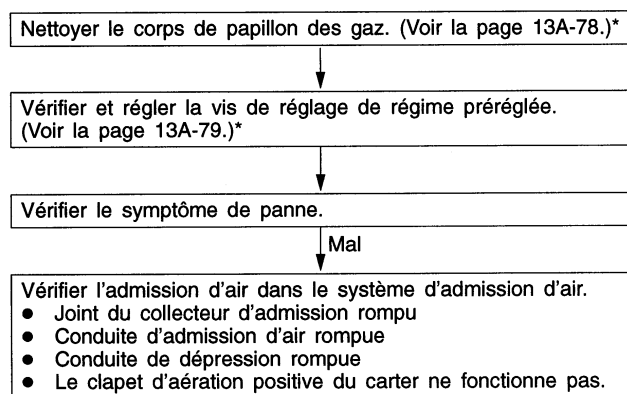 Nettoyer le corps de papillon des gaz. (Voir la page 13A-78.)*
Vérifier et régler la vis de réglage de régime préréglée.
(Voir la page 13A-79.)*
Vérifier le symptôme de panne.
Mal
Vérifier l'admission d'air dans le système d'admission d'air.
● Joint du collecteur d'admission rompu
● Conduite d'admission d'air rompue
● Conduite de dépression rompue
● Le clapet d'aération positive du carter ne fonctionne pas.